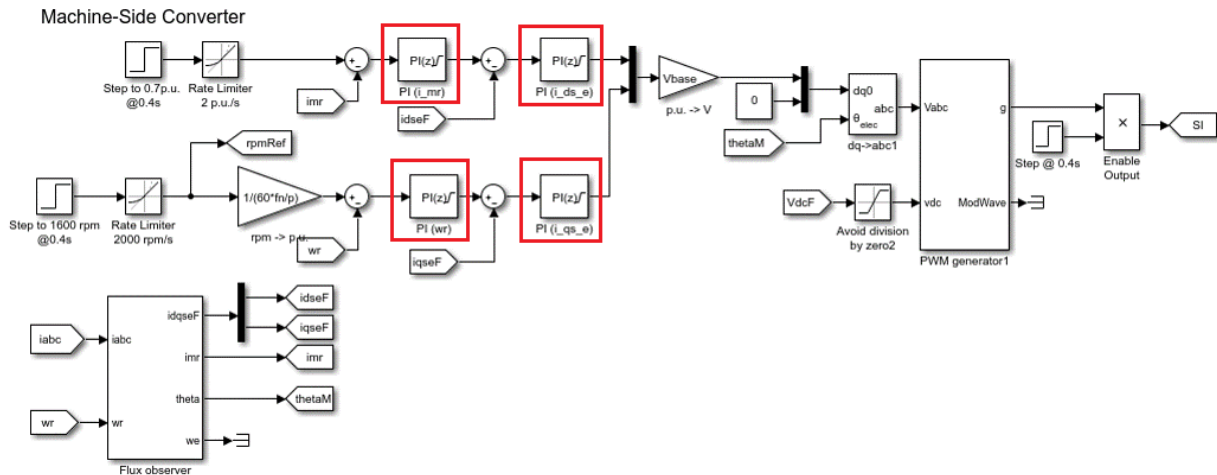 Machine-Side Converter
Step to 0.7p.u.
@0.4s
Rate Limiter
2 p.u./s
imr
+
-
PI(z)
PI (i_mr)
idseF
+
-
PI(z)
PI (i_ds_e)
Vbase
p.u. -> V
0
thetaM
dq0
abc
θelec
dq->abc1
Vabc
g
vdc
ModWave
PWM generator1
Step @ 0.4s
×
Enable
Output
SI
VdcF
Avoid division
by zero2
rpmRef
Step to 1600 rpm
@0.4s
Rate Limiter
2000 rpm/s
1/(60*fn/p)
rpm -> p.u.
wr
+
-
PI(z)
PI (wr)
iqseF
+
-
PI(z)
PI (i_qs_e)
iabc
wr
iabc
wr
idqseF
imr
theta
we
Flux observer
idseF
iqseF
imr
thetaM